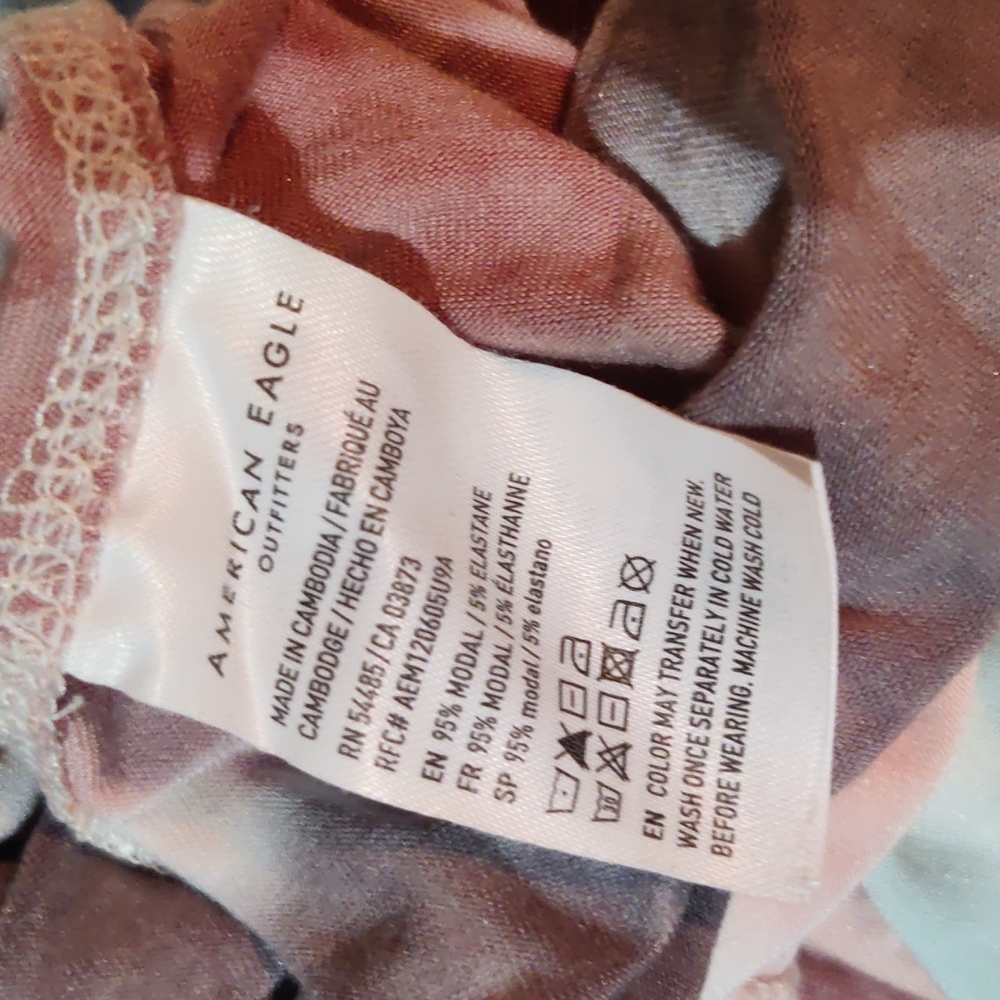 AMERICAN EAGLE
OUTFITTERS
MADE IN CAMBODIA / FABRIQUÉ AU
CAMBODGE / HECHO EN CAMBOYA
RN 54485 / CA 03873
RFC# AEM1206051J9A
EN 95% MODAL / 5% ELASTANE
FR 95% MODAL / 5% ÉLASTHANNE
SP 95% modal / 5% elastano
EN COLOR MAY TRANSFER WHEN NEW.
WASH ONCE SEPARATELY IN COLD WATER
BEFORE WEARING. MACHINE WASH COLD